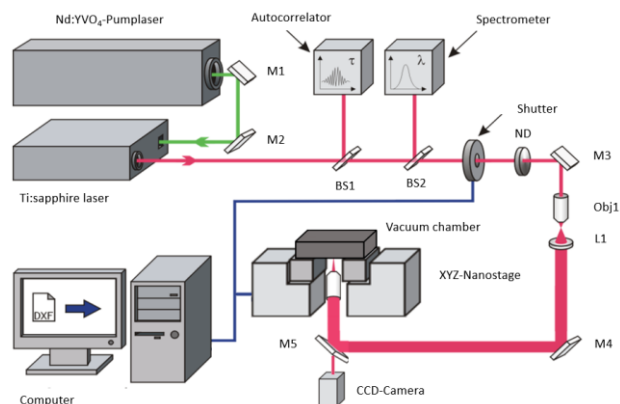 Nd:YVO₄-Pumplaser
Autocorrelator
Spectrometer
M1
τ
λ
Shutter
M2
ND
M3
BS1
BS2
Ti:sapphire laser
Obj1
Vacuum chamber
L1
XYZ-Nanostage
DXF
M5
M4
CCD-Camera
Computer